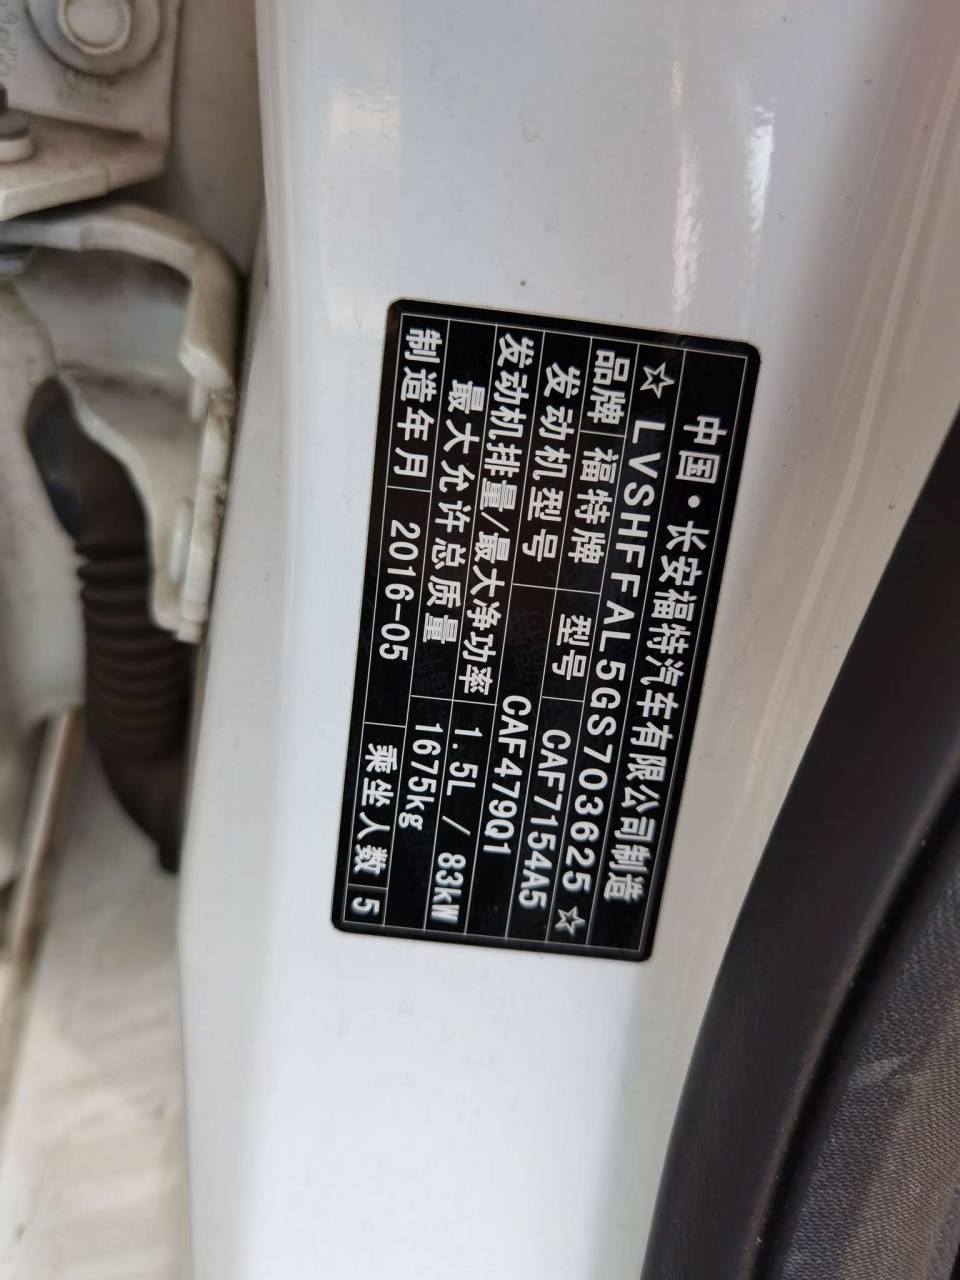 中国·长安福特汽车有限公司制造
☆LVSHFFAL5GS703625☆
品牌 福特牌 型号 CAF7154A5
发动机型号 CAF479Q1
发动机排量/最大净功率 1.5L / 83kW
最大允许总质量 1675kg
制造年月 2016-05 乘坐人数 5